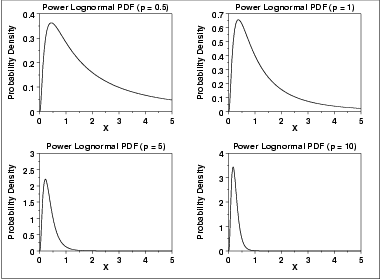 Power Lognormal PDF (p = 0.5)
Probability Density
0.4
0.3
0.2
0.1
0
0 1 2 3 4 5
X
Power Lognormal PDF (p = 1)
Probability Density
0.7
0.6
0.5
0.4
0.3
0.2
0.1
0
0 1 2 3 4 5
X
Power Lognormal PDF (p = 5)
Probability Density
3
2.5
2
1.5
1
0.5
0
0 1 2 3 4 5
X
Power Lognormal PDF (p = 10)
Probability Density
4
3
2
1
0
0 1 2 3 4 5
X